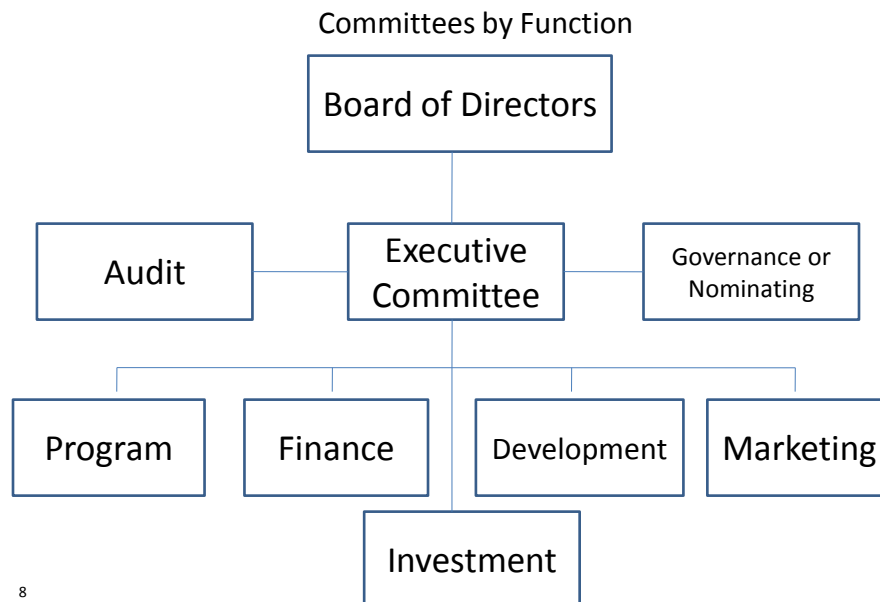 Committees by Function
Board of Directors
Audit
Executive
Committee
Governance or
Nominating
Program
Finance
Development
Marketing
Investment
8